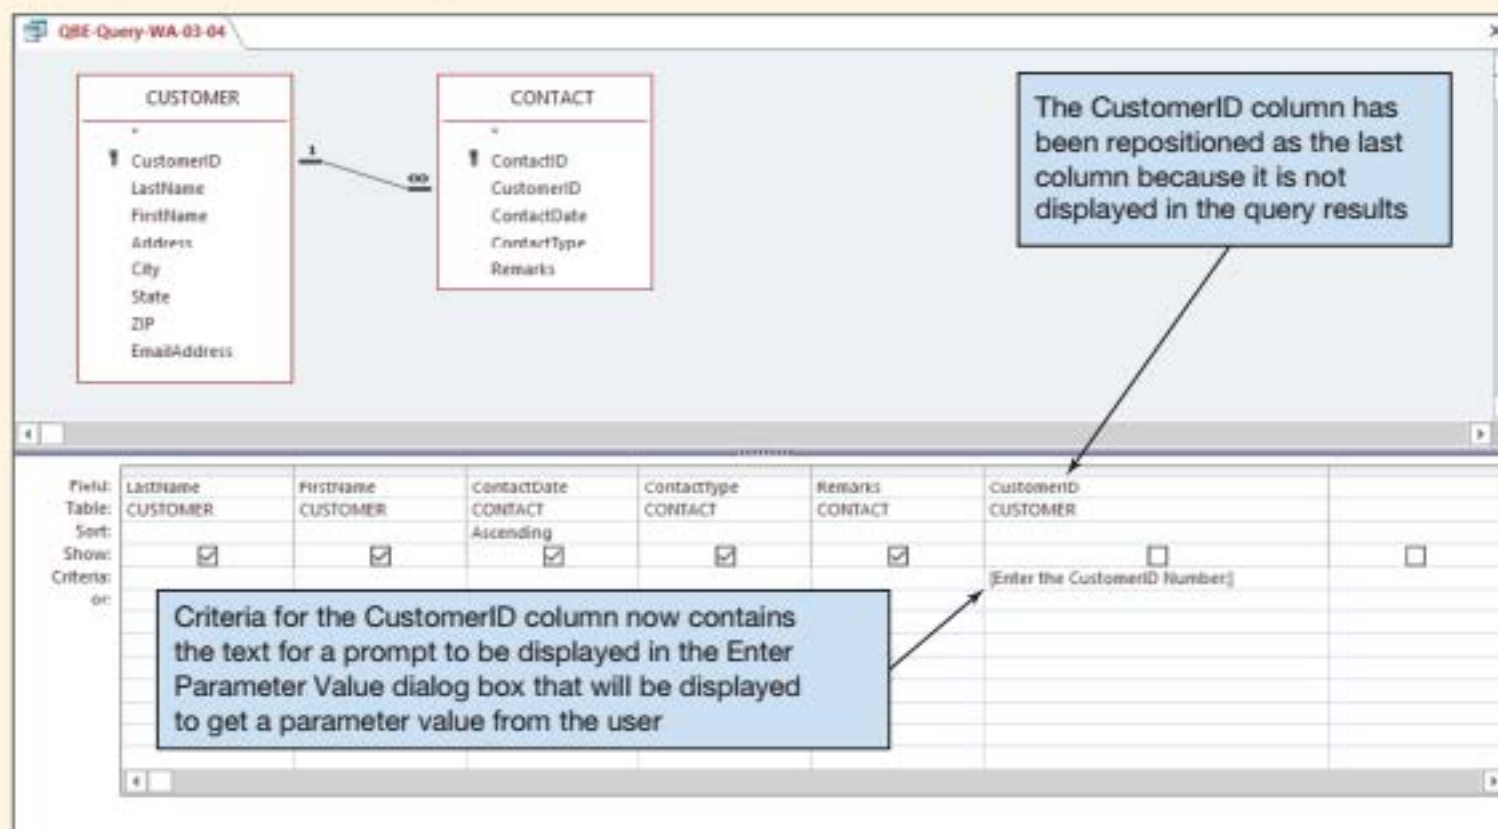 QBE-Query-WA-03-04
CUSTOMER
*
CustomerID
LastName
FirstName
Address
City
State
ZIP
EmailAddress
1
∞
CONTACT
*
ContactID
CustomerID
ContactDate
ContactType
Remarks
The CustomerID column has
been repositioned as the last
column because it is not
displayed in the query results
Field: LastName FirstName ContactDate ContactType Remarks CustomerID
Table: CUSTOMER CUSTOMER CONTACT CONTACT CONTACT CUSTOMER
Sort: Ascending
Show:
Criteria: [Enter the CustomerID Number:]
or:
Criteria for the CustomerID column now contains
the text for a prompt to be displayed in the Enter
Parameter Value dialog box that will be displayed
to get a parameter value from the user